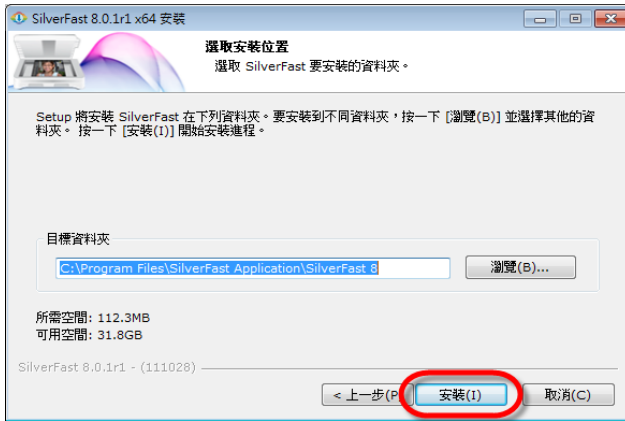 SilverFast 8.0.1r1 x64 安裝
選取安裝位置
選取 SilverFast 要安裝的資料夾。
Setup 將安裝 SilverFast 在下列資料夾。要安裝到不同資料夾，按一下 [瀏覽(B)] 並選擇其他的資
料夾。 按一下 [安裝(I)] 開始安裝進程。
目標資料夾
C:\Program Files\SilverFast Application\SilverFast 8
瀏覽(B)...
所需空間: 112.3MB
可用空間: 31.8GB
SilverFast 8.0.1r1 - (111028)
< 上一步(P
安裝(I)
取消(C)